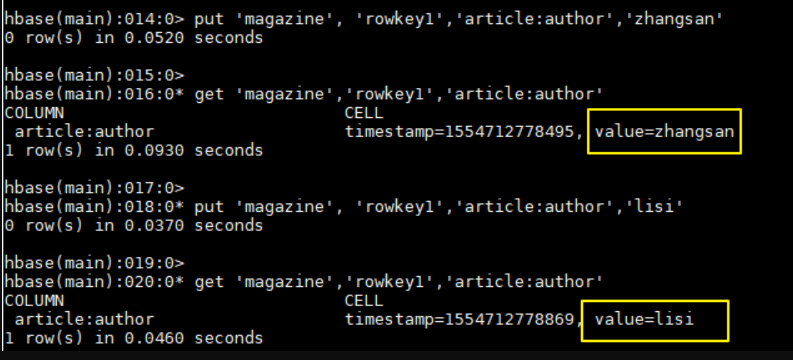 hbase(main):014:0> put 'magazine', 'rowkey1','article:author','zhangsan'
0 row(s) in 0.0520 seconds
hbase(main):015:0>
hbase(main):016:0* get 'magazine','rowkey1','article:author'
COLUMN CELL
article:author timestamp=1554712778495, value=zhangsan
1 row(s) in 0.0930 seconds
hbase(main):017:0>
hbase(main):018:0* put 'magazine', 'rowkey1','article:author','lisi'
0 row(s) in 0.0370 seconds
hbase(main):019:0>
hbase(main):020:0* get 'magazine','rowkey1','article:author'
COLUMN CELL
article:author timestamp=1554712778869, value=lisi
1 row(s) in 0.0460 seconds